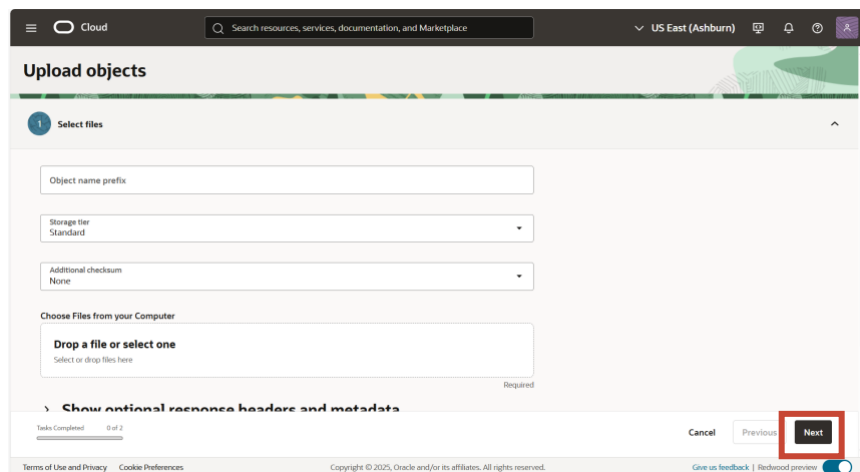 Cloud
Search resources, services, documentation, and Marketplace
US East (Ashburn)
Upload objects
1 Select files
Object name prefix
Storage tier
Standard
Additional checksum
None
Choose Files from your Computer
Drop a file or select one
Select or drop files here
Required
Show optional response headers and metadata
Tasks Completed 0 of 2
Cancel Previous Next
Terms of Use and Privacy Cookie Preferences Copyright © 2025, Oracle and/or its affiliates. All rights reserved. Give us feedback | Redwood preview